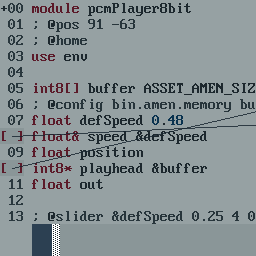 +00 module pcmPlayer8bit
01 ; @pos 91 -63
02 ; @home
03 use env
04
05 int8[] buffer ASSET_AMEN_SIZ
06 ; @config bin.amen.memory bu
07 float defSpeed 0.48
[-] float& speed &defSpeed
09 float position
[-] int8* playhead &buffer
11 float out
12
13 ; @slider &defSpeed 0.25 4 0